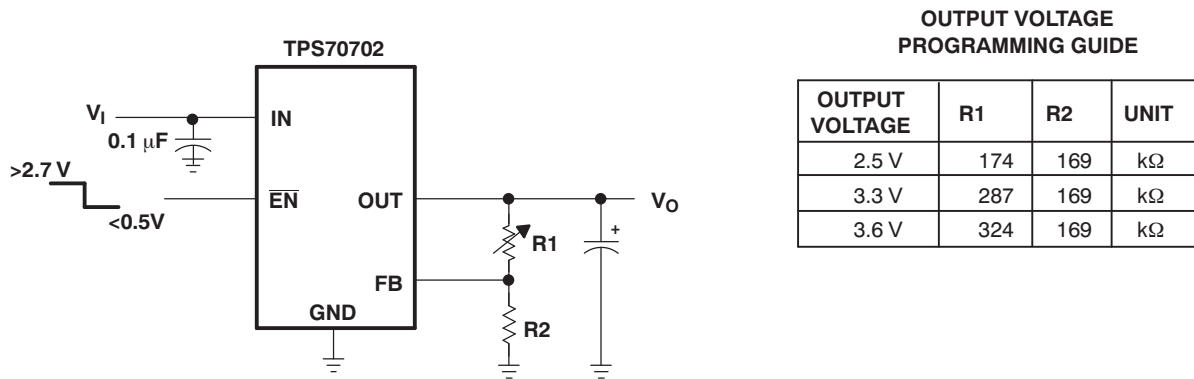 TPS70702
V_I
0.1 μF
IN
>2.7 V
<0.5V
E̅N̅
OUT
V_O
R1
+
FB
GND
R2
OUTPUT VOLTAGE
PROGRAMMING GUIDE
OUTPUT VOLTAGE R1 R2 UNIT
2.5 V 174 169 kΩ
3.3 V 287 169 kΩ
3.6 V 324 169 kΩ